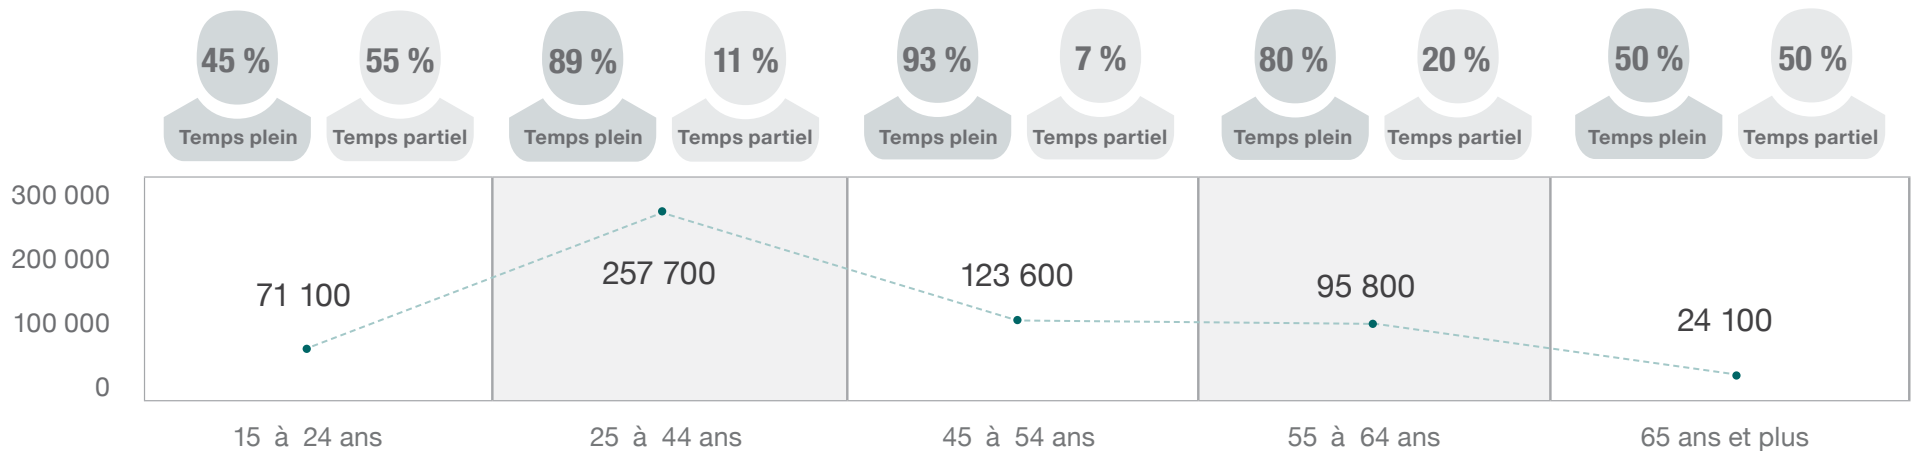 45 % 55 % 89 % 11 % 93 % 7 % 80 % 20 % 50 % 50 %
Temps plein Temps partiel Temps plein Temps partiel Temps plein Temps partiel Temps plein Temps partiel Temps plein Temps partiel
300 000
200 000
100 000
0
71 100 257 700 123 600 95 800 24 100
15 à 24 ans 25 à 44 ans 45 à 54 ans 55 à 64 ans 65 ans et plus